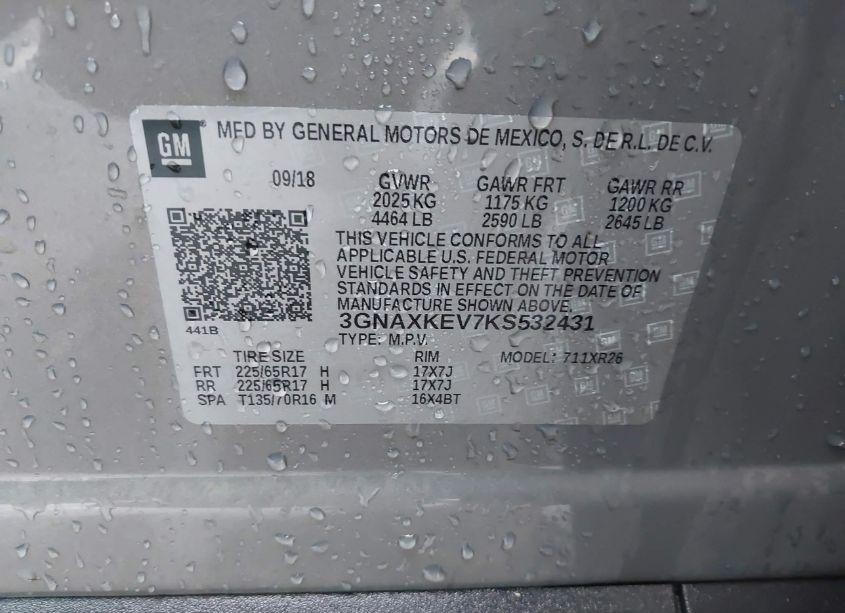 GM MFD BY GENERAL MOTORS DE MEXICO, S. DE R.L. DE C.V.
09/18
GVWR GAWR FRT GAWR RR
2025 KG 1175 KG 1200 KG
4464 LB 2590 LB 2645 LB
THIS VEHICLE CONFORMS TO ALL
APPLICABLE U.S. FEDERAL MOTOR
VEHICLE SAFETY AND THEFT PREVENTION
STANDARDS IN EFFECT ON THE DATE OF
MANUFACTURE SHOWN ABOVE.
3GNAXKEV7KS532431
441B
TYPE: M.P.V.
TIRE SIZE RIM MODEL: 711XR26
FRT 225/65R17 H 17X7J
RR 225/65R17 H 17X7J
SPA T135/70R16 M 16X4BT